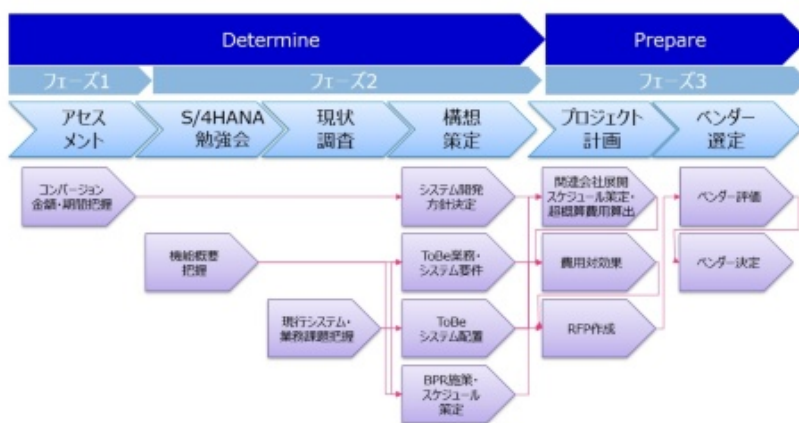 Determine
Prepare
フェーズ1
フェーズ2
フェーズ3
アセス
メント
S/4HANA
勉強会
現状
調査
構想
策定
プロジェクト
計画
ベンダー
選定
コンバージョン
金額・期間把握
システム開発
方針決定
関連会社展開
スケジュール策定・
超概算費用算出
ベンダー評価
機能概要
把握
ToBe業務・
システム要件
費用対効果
ベンダー決定
現行システム・
業務課題把握
ToBe
システム配置
RFP作成
BPR施策・
スケジュール
策定